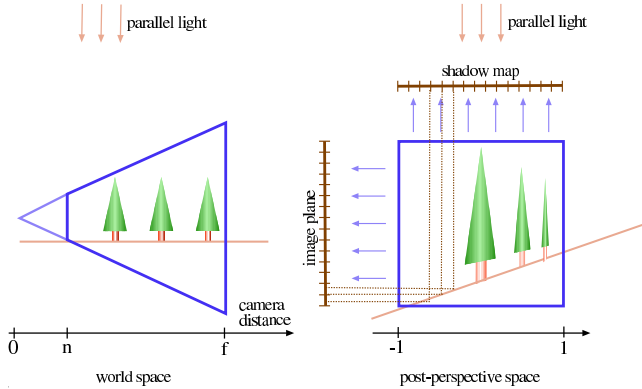 parallel light
camera
distance
0
n
f
world space
parallel light
shadow map
image plane
-1
1
post-perspective space